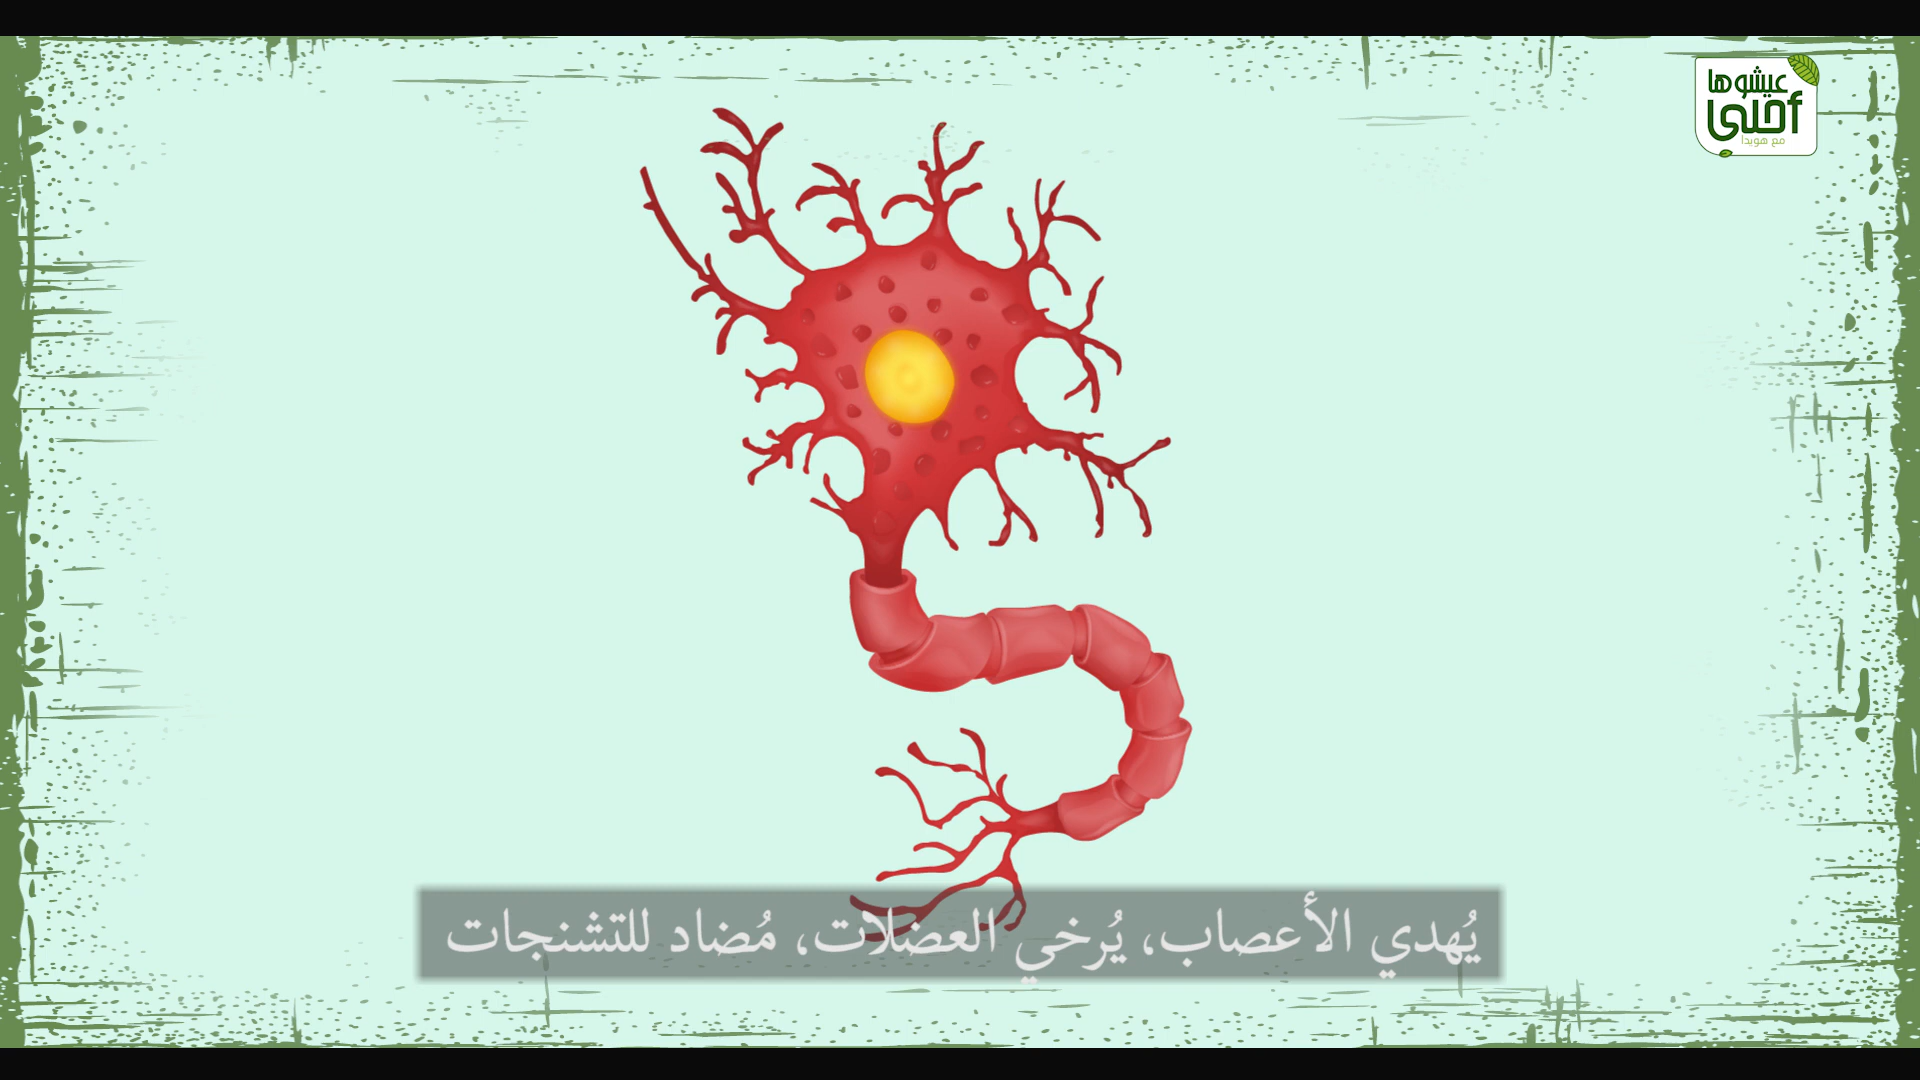 عيشوها
أحلى
مع هويدا
يُهدي الأعصاب، يُرخي العضلات، مُضاد للتشنجات